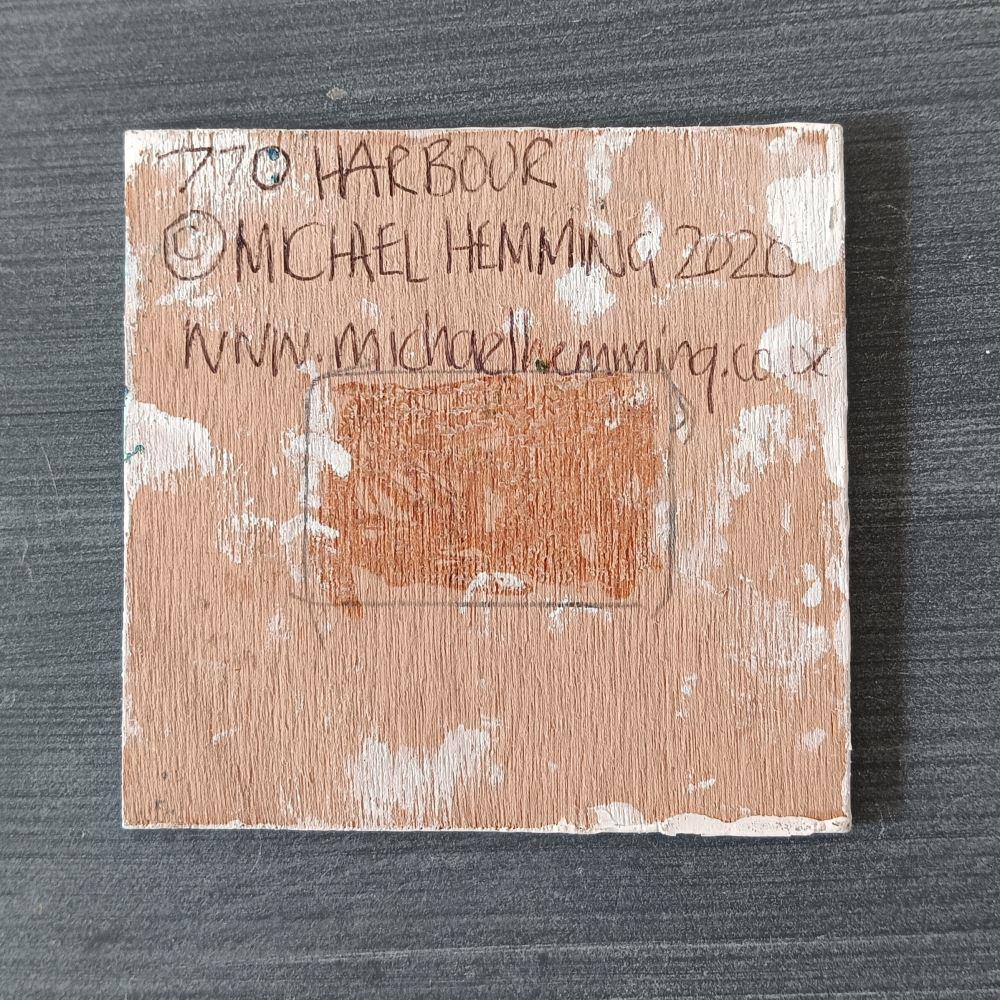 770 HARBOUR
© MICHAEL HEMMING 2020
www.michaelhemming.co.uk